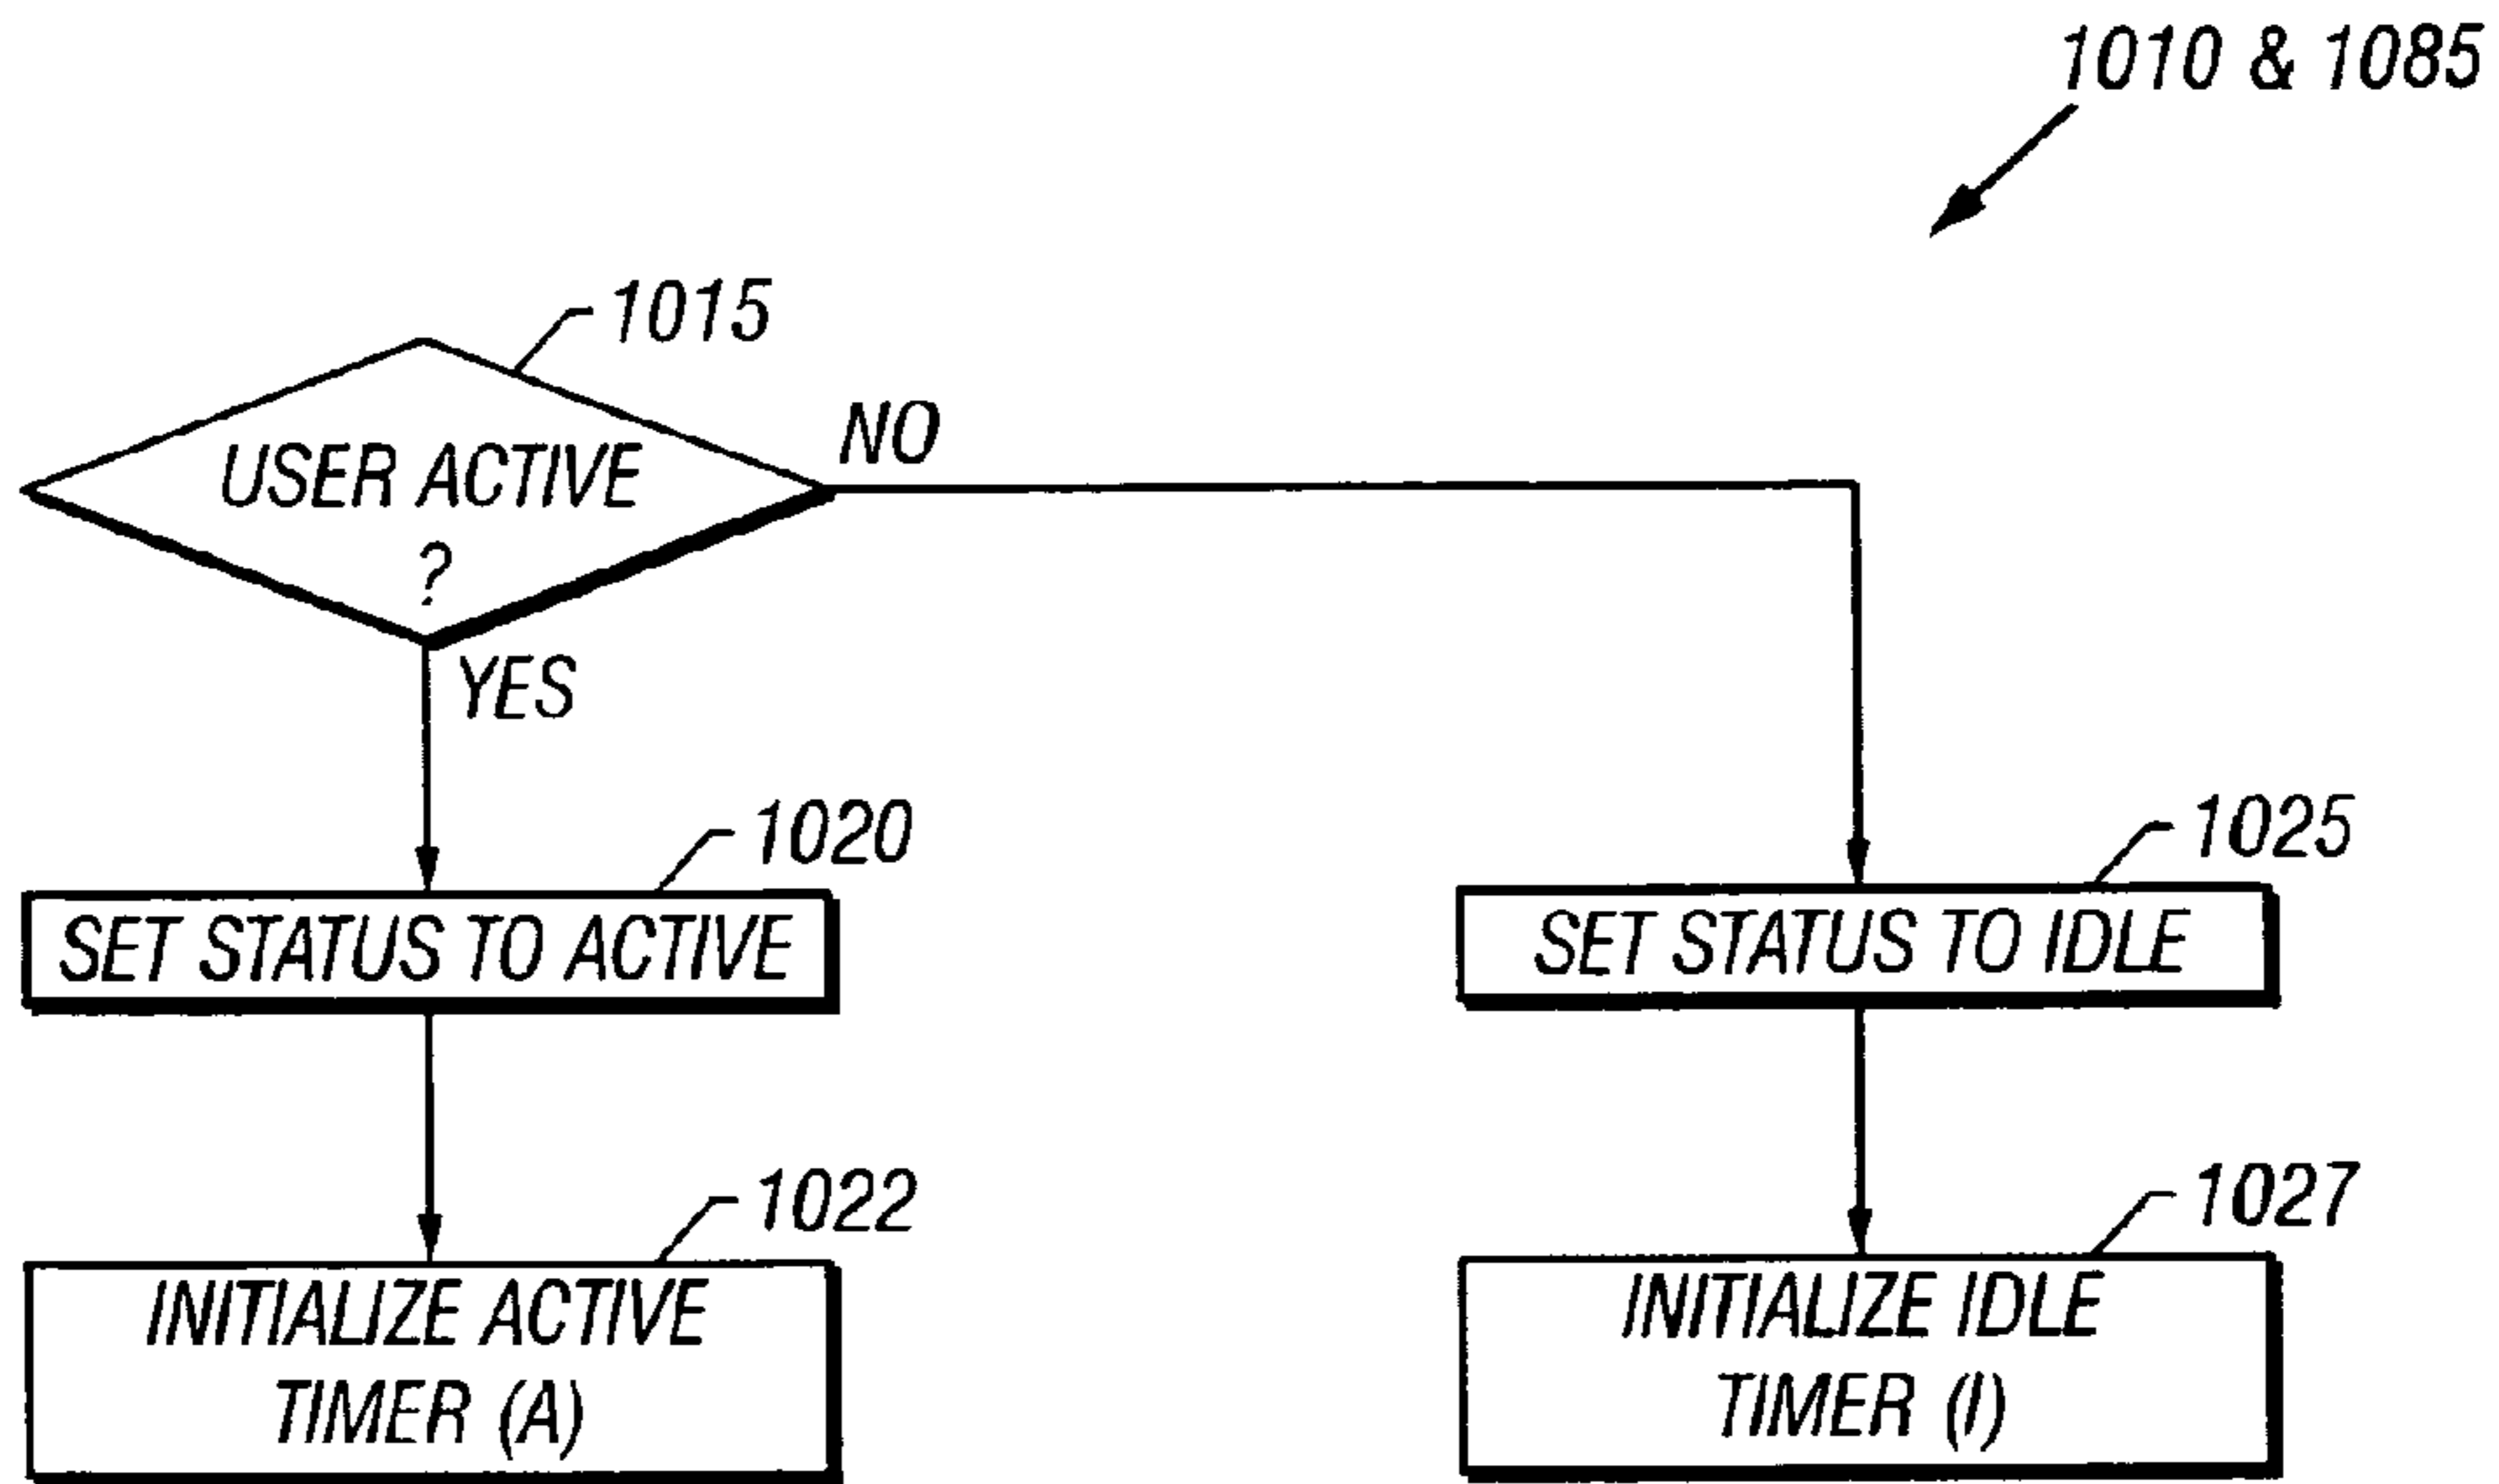 1010 & 1085
1015
USER ACTIVE
?
NO
YES
1020
SET STATUS TO ACTIVE
1025
SET STATUS TO IDLE
1022
INITIALIZE ACTIVE
TIMER (A)
1027
INITIALIZE IDLE
TIMER (I)